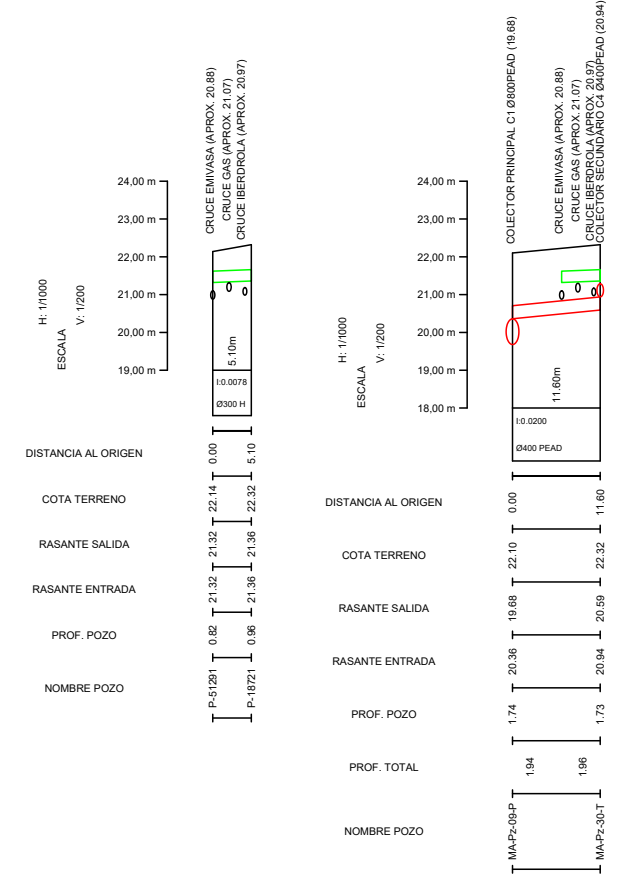 CRUCE EMIVASA (APROX. 20.88)
CRUCE GAS (APROX. 21.07)
CRUCE IBERDROLA (APROX. 20.97)
24,00 m
23,00 m
22,00 m
21,00 m
20,00 m
19,00 m
H: 1/1000
V: 1/200
ESCALA
5.10m
I:0.0078
Ø300 H
DISTANCIA AL ORIGEN
0.00
5.10
COTA TERRENO
22.14
22.32
RASANTE SALIDA
21.32
21.36
RASANTE ENTRADA
21.32
21.36
PROF. POZO
0.82
0.96
NOMBRE POZO
P-51291
P-18721
COLECTOR PRINCIPAL C1 Ø800PEAD (19.68)
CRUCE EMIVASA (APROX. 20.88)
CRUCE GAS (APROX. 21.07)
CRUCE IBERDROLA (APROX. 20.97)
COLECTOR SECUNDARIO C4 Ø400PEAD (20.94)
24,00 m
23,00 m
22,00 m
21,00 m
20,00 m
19,00 m
18,00 m
H: 1/1000
V: 1/200
ESCALA
11.60m
I:0.0200
Ø400 PEAD
DISTANCIA AL ORIGEN
0.00
11.60
COTA TERRENO
22.10
22.32
RASANTE SALIDA
19.68
20.59
RASANTE ENTRADA
20.36
20.94
PROF. POZO
1.74
1.73
PROF. TOTAL
1.94
1.96
NOMBRE POZO
MA-Pz-09-P
MA-Pz-30-T